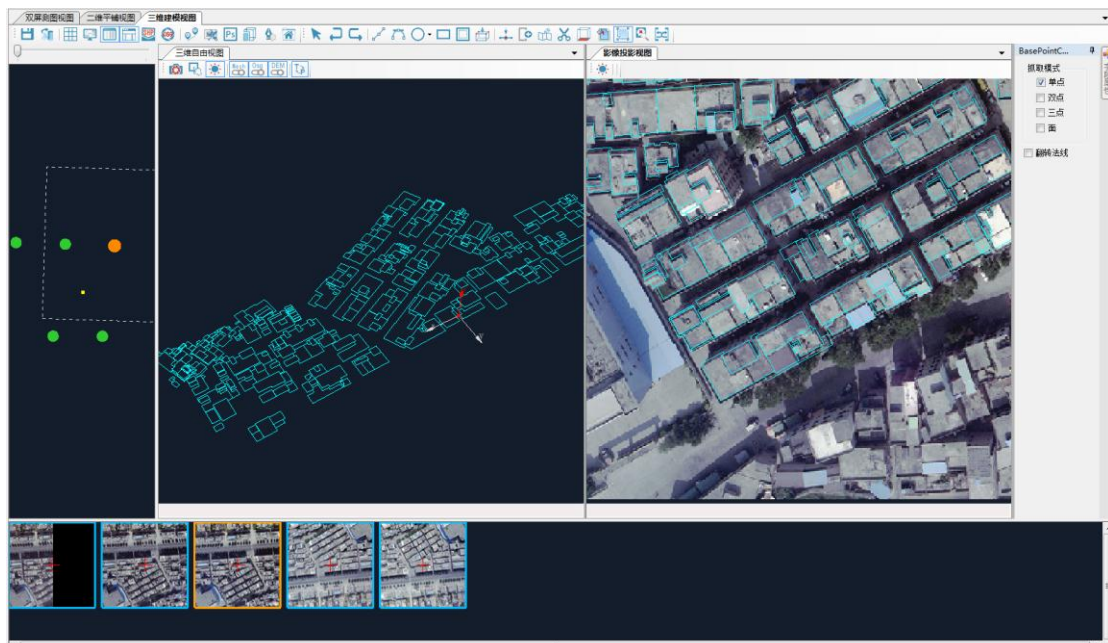 双屏测图视图 二维平铺视图 三维建模视图
三维自由视图
影像投影视图
BasePointC...
抓取模式
单点
双点
三点
面
翻转法线